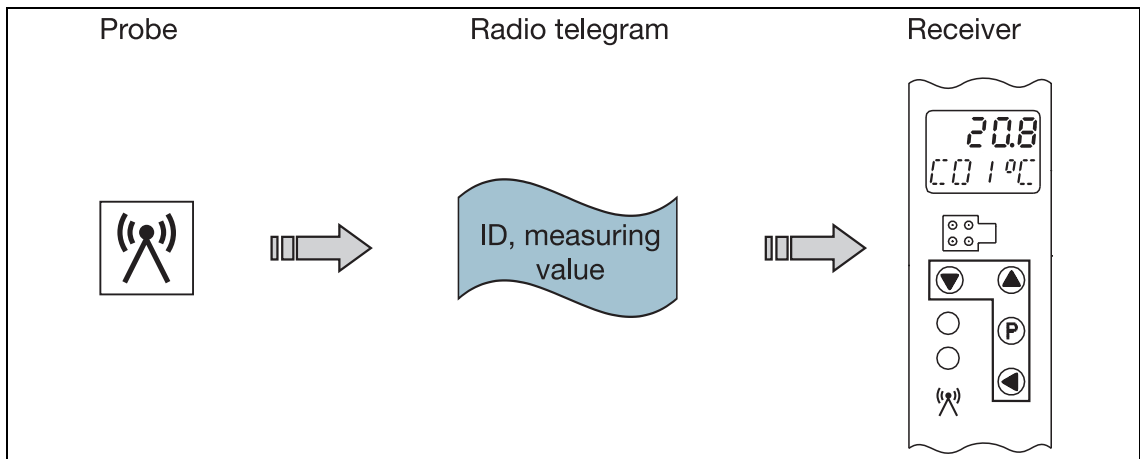 Probe
Radio telegram
Receiver
ID, measuring
value
20.8
C01°C
P